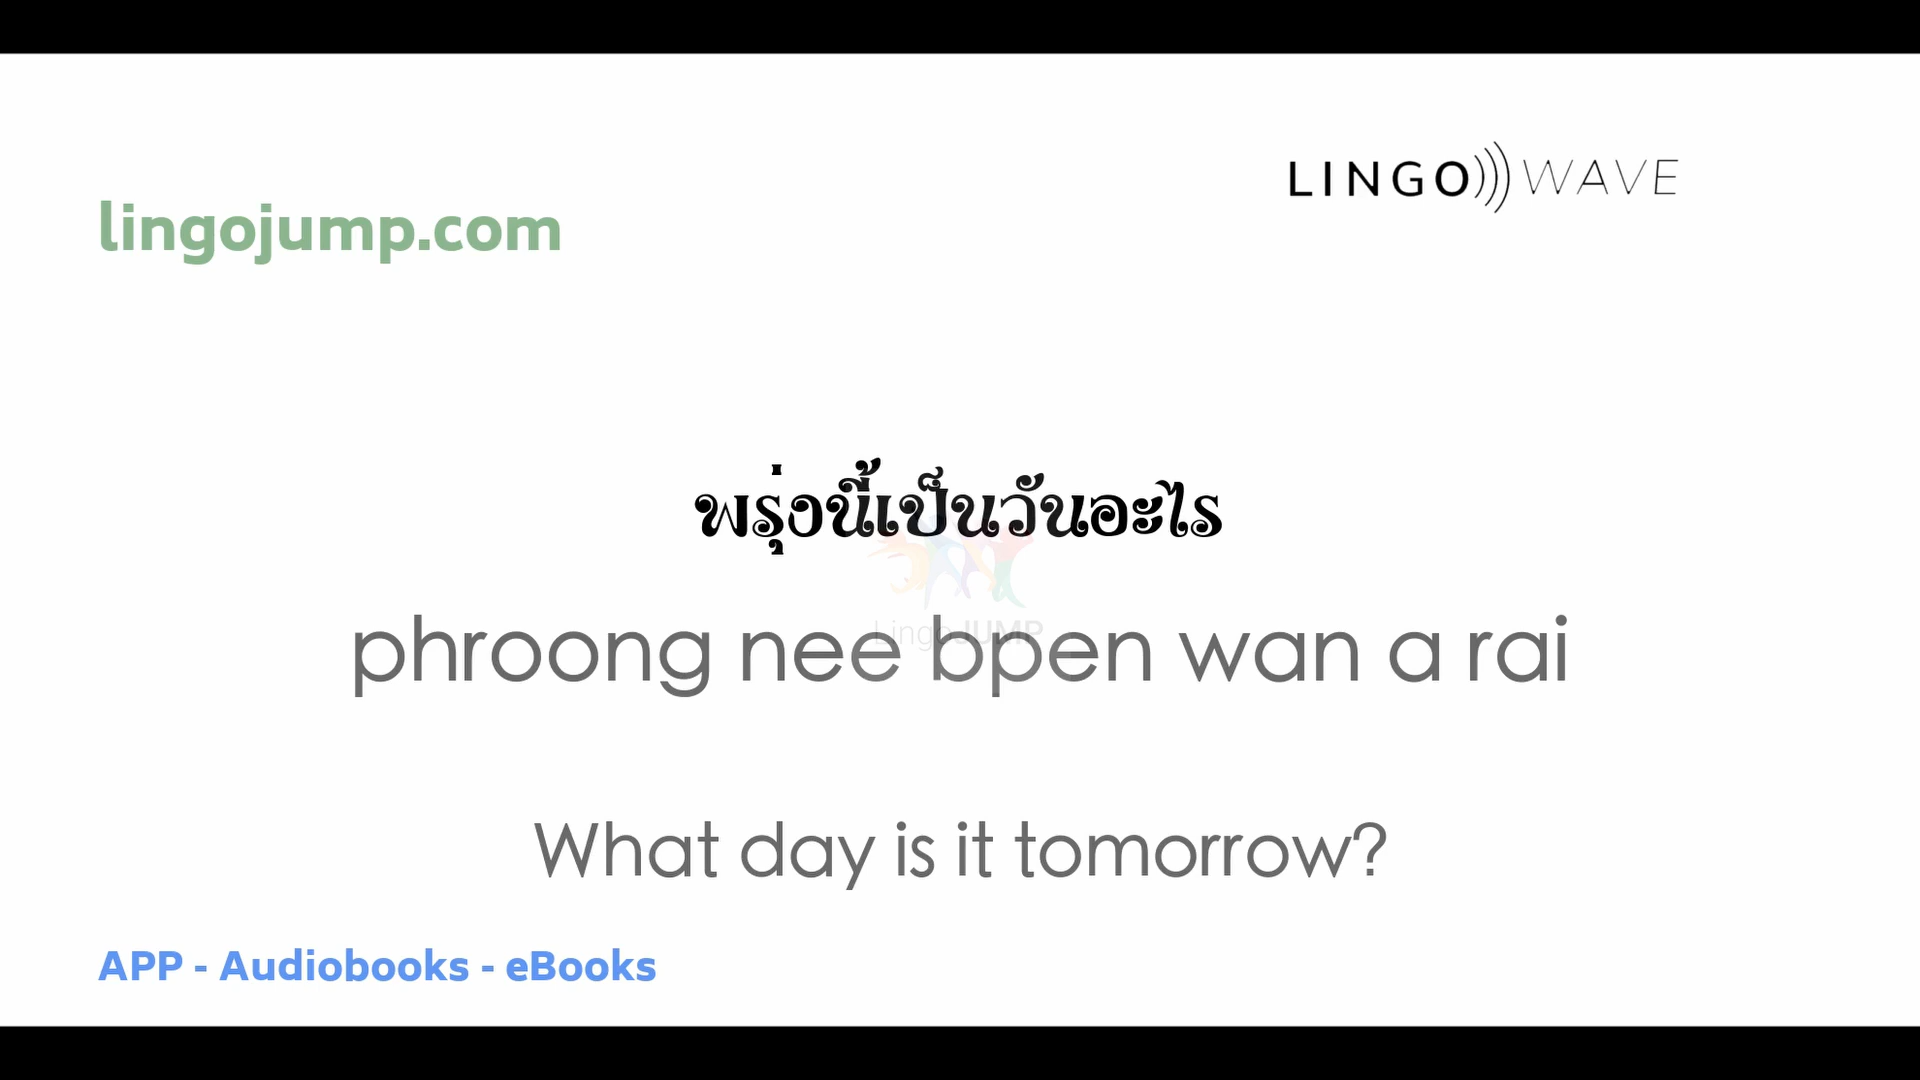 LINGO WAVE
lingojump.com
พรุ่งนี้เป็นวันอะไร
LingoJUMP
phroong nee bpen wan a rai
What day is it tomorrow?
APP - Audiobooks - eBooks